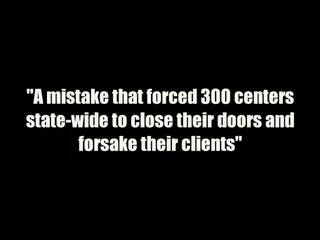 "A mistake that forced 300 centers
state-wide to close their doors and
forsake their clients"